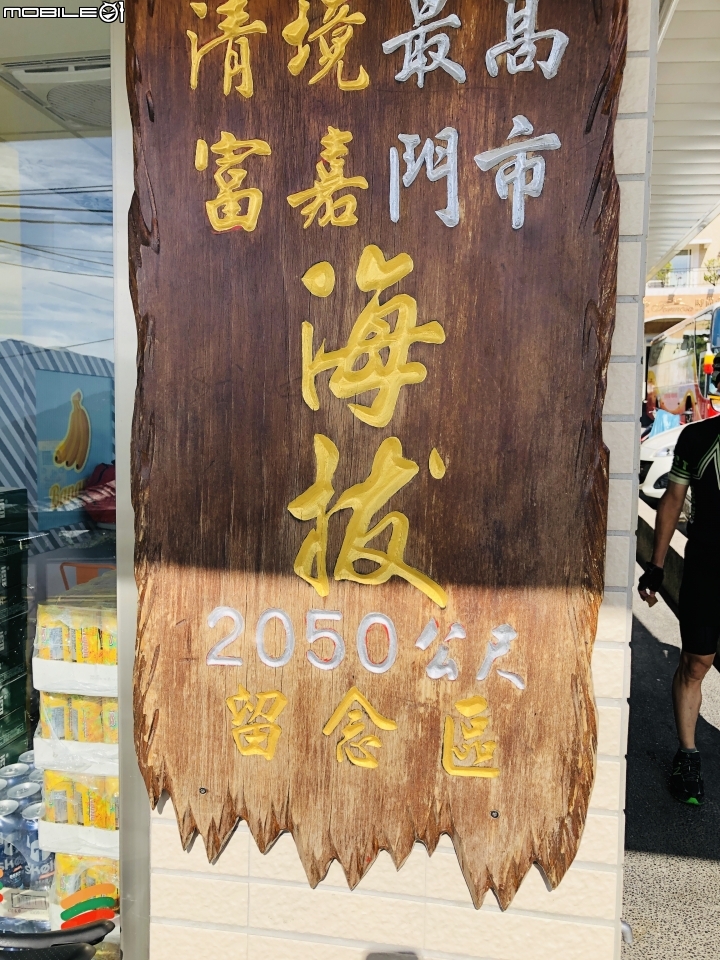 mobile01
清境最高
富嘉門市
海拔
2050公尺
留念區